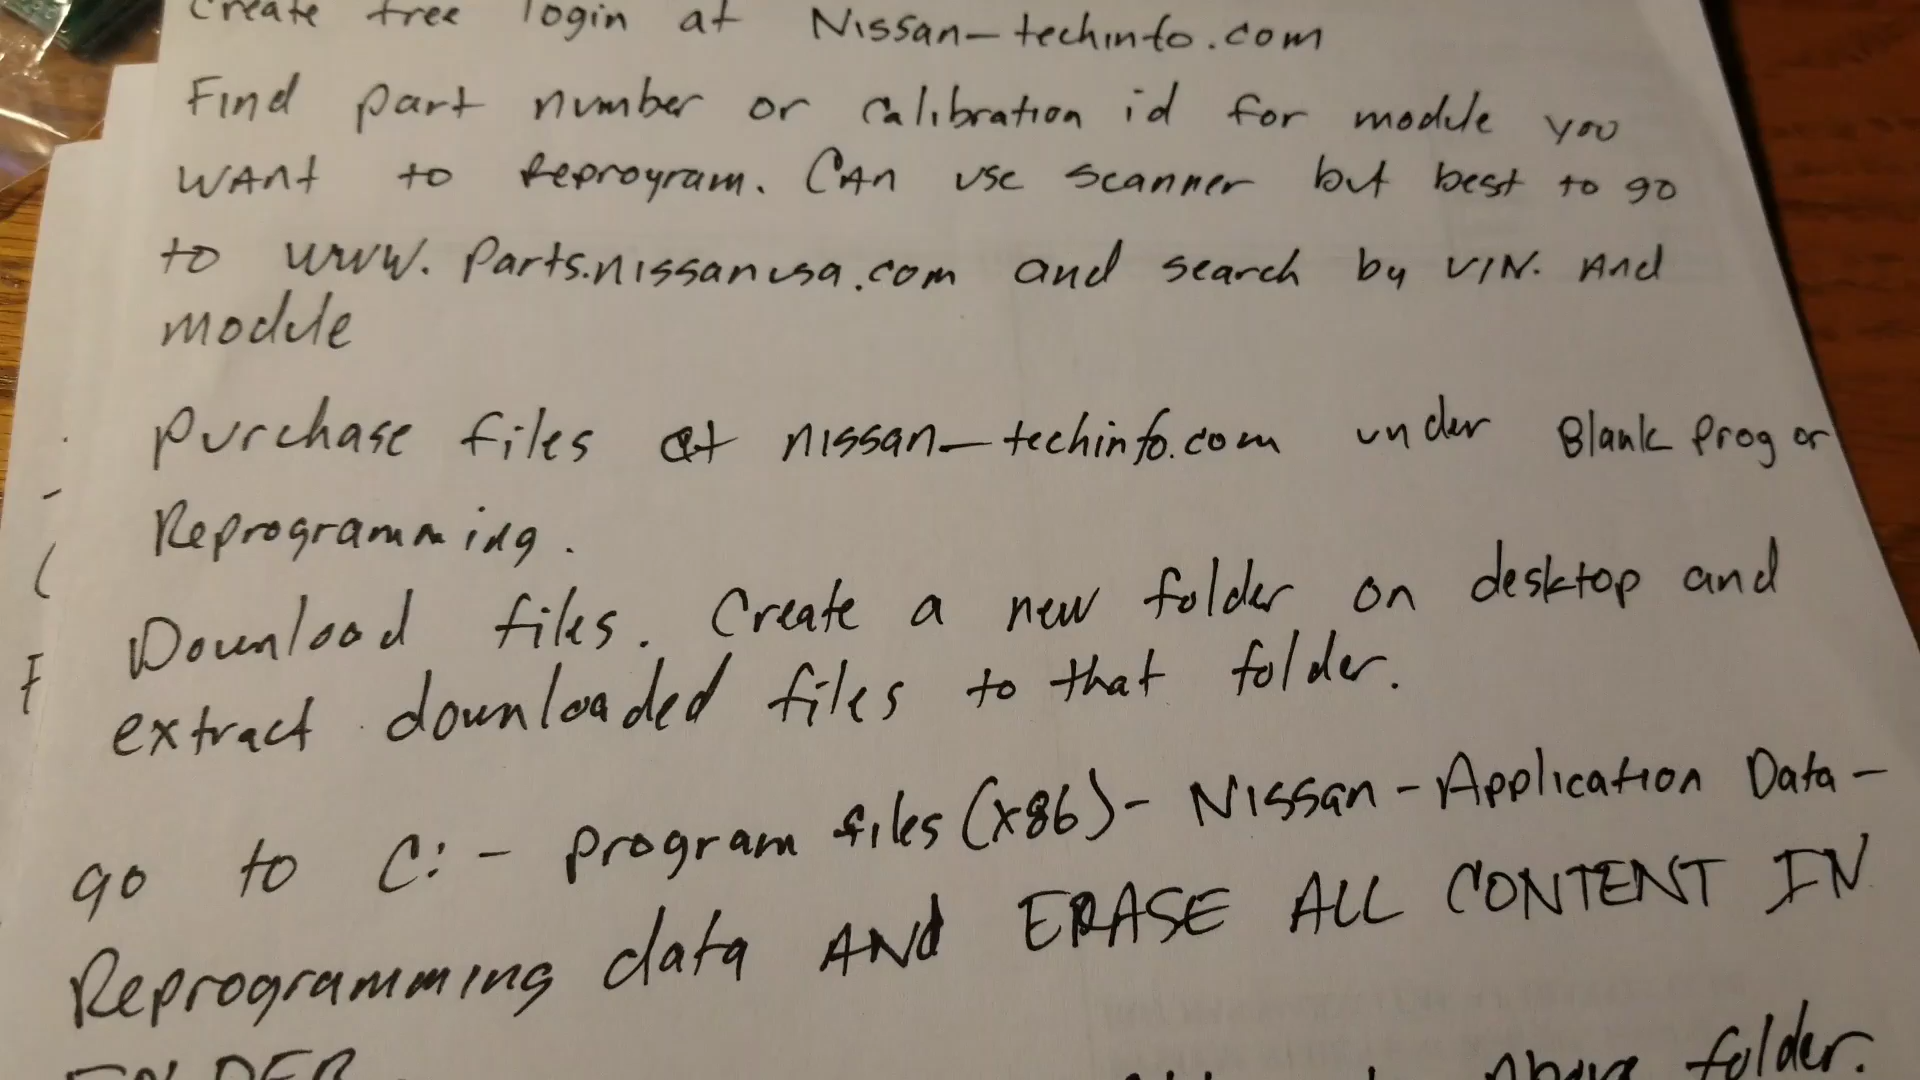 Create free login at Nissan-techinfo.com
Find part number or calibration id for module you
WANt to Reprogram. CAn use scanner but best to go
to www.Parts.nissanusa.com and search by VIN. And
module
Purchase files at nissan-techinfo.com under Blank Prog or
Reprogramming.
Download files. Create a new folder on desktop and
extract downloaded files to that folder.
go to C: - program files (x86) - Nissan - Application Data -
Reprogramming data ANd ERASE ALL CONTENT IN
FOLDER
Above folder.